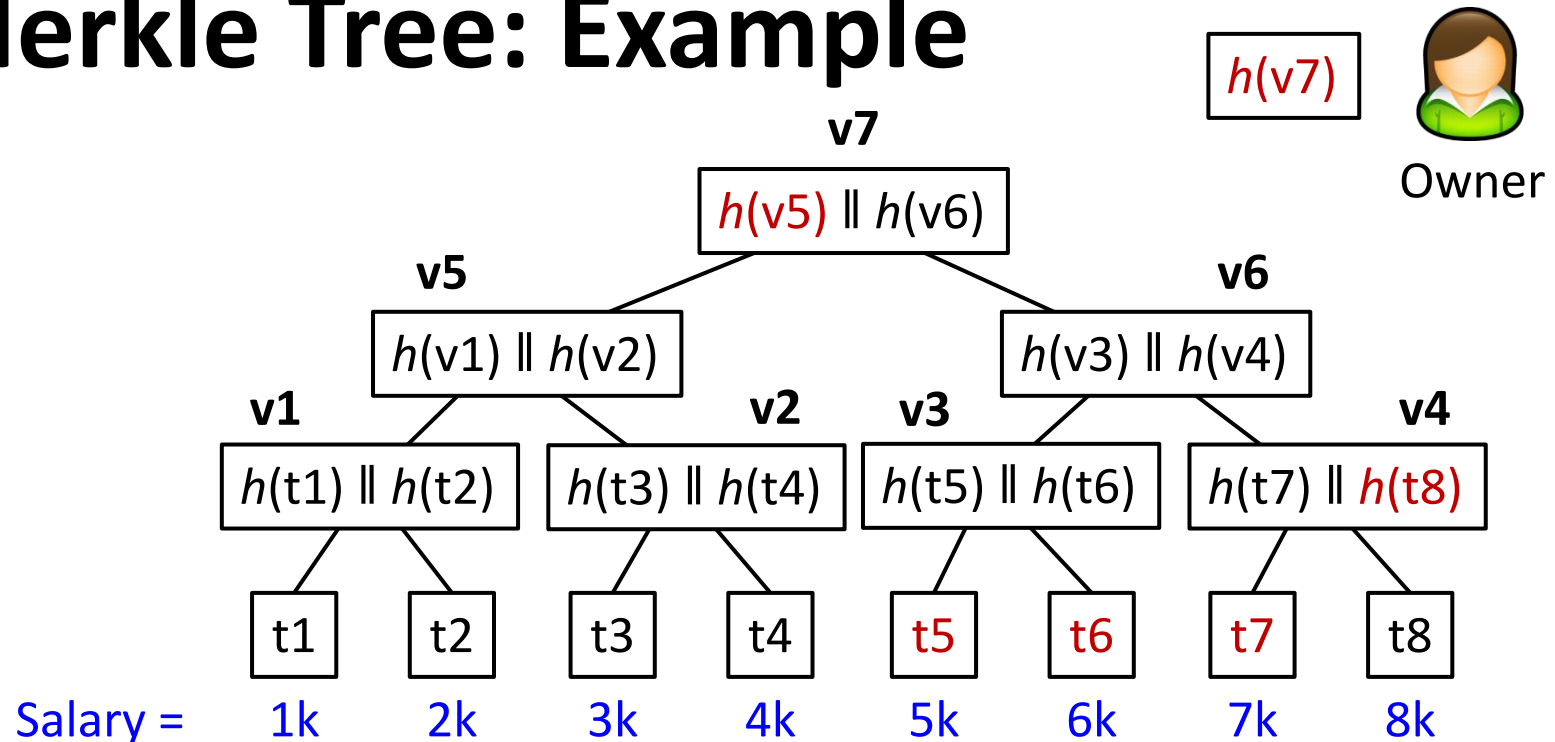 erkle Tree: Example
h(v7)
Owner
v7
h(v5) ǁ h(v6)
v5 v6
h(v1) ǁ h(v2) h(v3) ǁ h(v4)
v1 v2 v3 v4
h(t1) ǁ h(t2) h(t3) ǁ h(t4) h(t5) ǁ h(t6) h(t7) ǁ h(t8)
t1 t2 t3 t4 t5 t6 t7 t8
Salary = 1k 2k 3k 4k 5k 6k 7k 8k